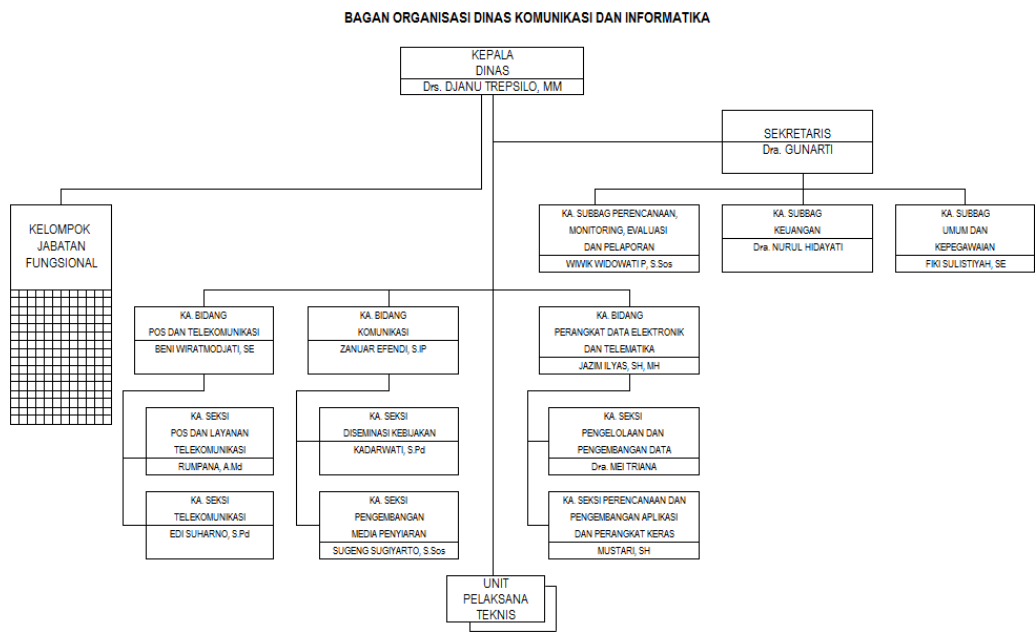 BAGAN ORGANISASI DINAS KOMUNIKASI DAN INFORMATIKA
KEPALA
DINAS
Drs. DJANU TREPSILO, MM
SEKRETARIS
Dra. GUNARTI
KELOMPOK
JABATAN
FUNGSIONAL
KA. SUBBAG PERENCANAAN,
MONITORING, EVALUASI
DAN PELAPORAN
WIWIK WIDOWATI P, S.Sos
KA. SUBBAG
KEUANGAN
Dra. NURUL HIDAYATI
KA. SUBBAG
UMUM DAN
KEPEGAWAIAN
FIKI SULISTIYAH, SE
KA. BIDANG
POS DAN TELEKOMUNIKASI
BENI WIRATMODJATI, SE
KA. BIDANG
KOMUNIKASI
ZANUAR EFENDI, S.IP
KA. BIDANG
PERANGKAT DATA ELEKTRONIK
DAN TELEMATIKA
JAZIM ILYAS, SH, MH
KA. SEKSI
POS DAN LAYANAN
TELEKOMUNIKASI
RUMPANA, A.Md
KA. SEKSI
DISEMINASI KEBIJAKAN
KADARWATI, S.Pd
KA. SEKSI
PENGELOLAAN DAN
PENGEMBANGAN DATA
Dra. MEI TRIANA
KA. SEKSI
TELEKOMUNIKASI
EDI SUHARNO, S.Pd
KA. SEKSI
PENGEMBANGAN
MEDIA PENYIARAN
SUGENG SUGIYARTO, S.Sos
KA. SEKSI PERENCANAAN DAN
PENGEMBANGAN APLIKASI
DAN PERANGKAT KERAS
MUSTARI, SH
UNIT
PELAKSANA
TEKNIS